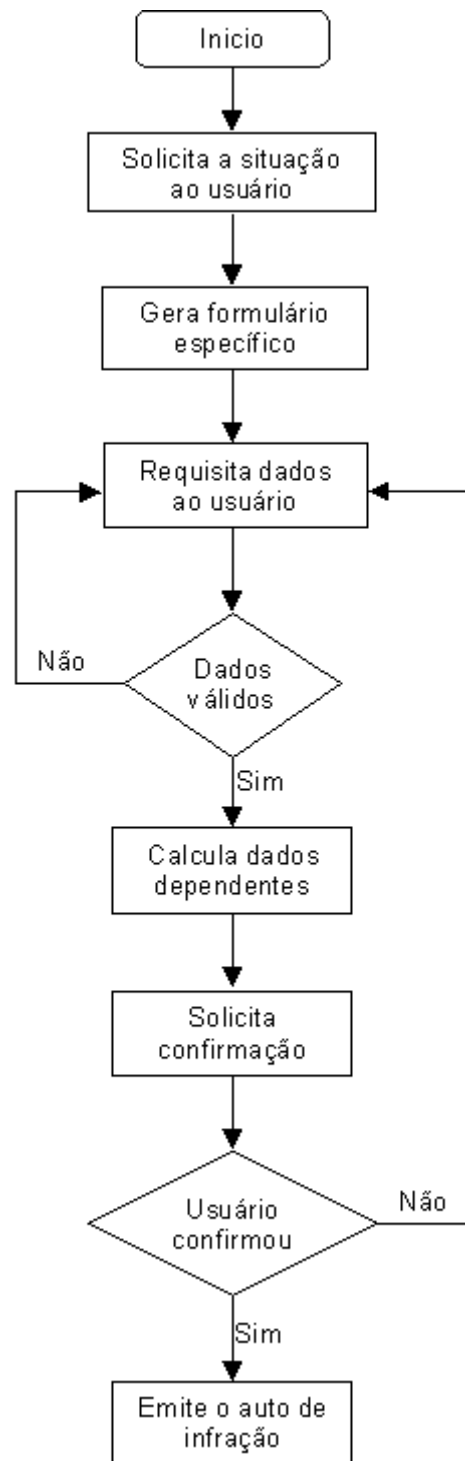 Inicio
Solicita a situação
ao usuário
Gera formulário
específico
Requisita dados
ao usuário
Não
Dados
válidos
Sim
Calcula dados
dependentes
Solicita
confirmação
Usuário
confirmou
Não
Sim
Emite o auto de
infração